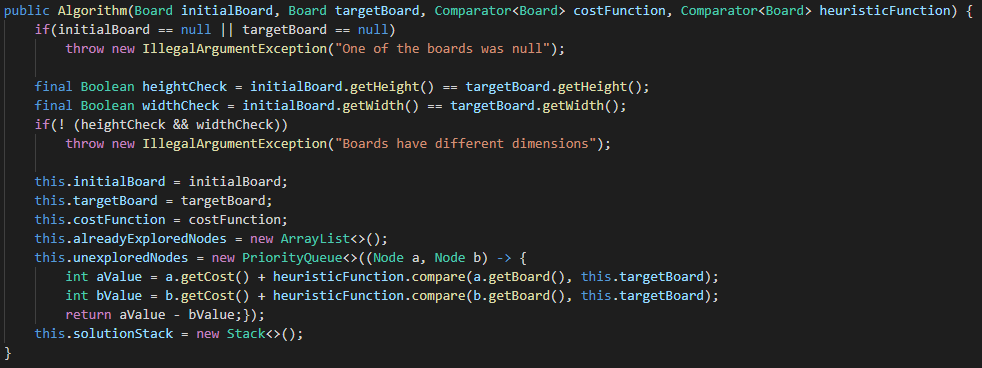 public Algorithm(Board initialBoard, Board targetBoard, Comparator<Board> costFunction, Comparator<Board> heuristicFunction) {
    if(initialBoard == null || targetBoard == null)
        throw new IllegalArgumentException("One of the boards was null");

    final Boolean heightCheck = initialBoard.getHeight() == targetBoard.getHeight();
    final Boolean widthCheck = initialBoard.getWidth() == targetBoard.getWidth();
    if(! (heightCheck && widthCheck))
        throw new IllegalArgumentException("Boards have different dimensions");

    this.initialBoard = initialBoard;
    this.targetBoard = targetBoard;
    this.costFunction = costFunction;
    this.alreadyExploredNodes = new ArrayList<>();
    this.unexploredNodes = new PriorityQueue<>((Node a, Node b) -> {
        int aValue = a.getCost() + heuristicFunction.compare(a.getBoard(), this.targetBoard);
        int bValue = b.getCost() + heuristicFunction.compare(b.getBoard(), this.targetBoard);
        return aValue - bValue;});
    this.solutionStack = new Stack<>();
}